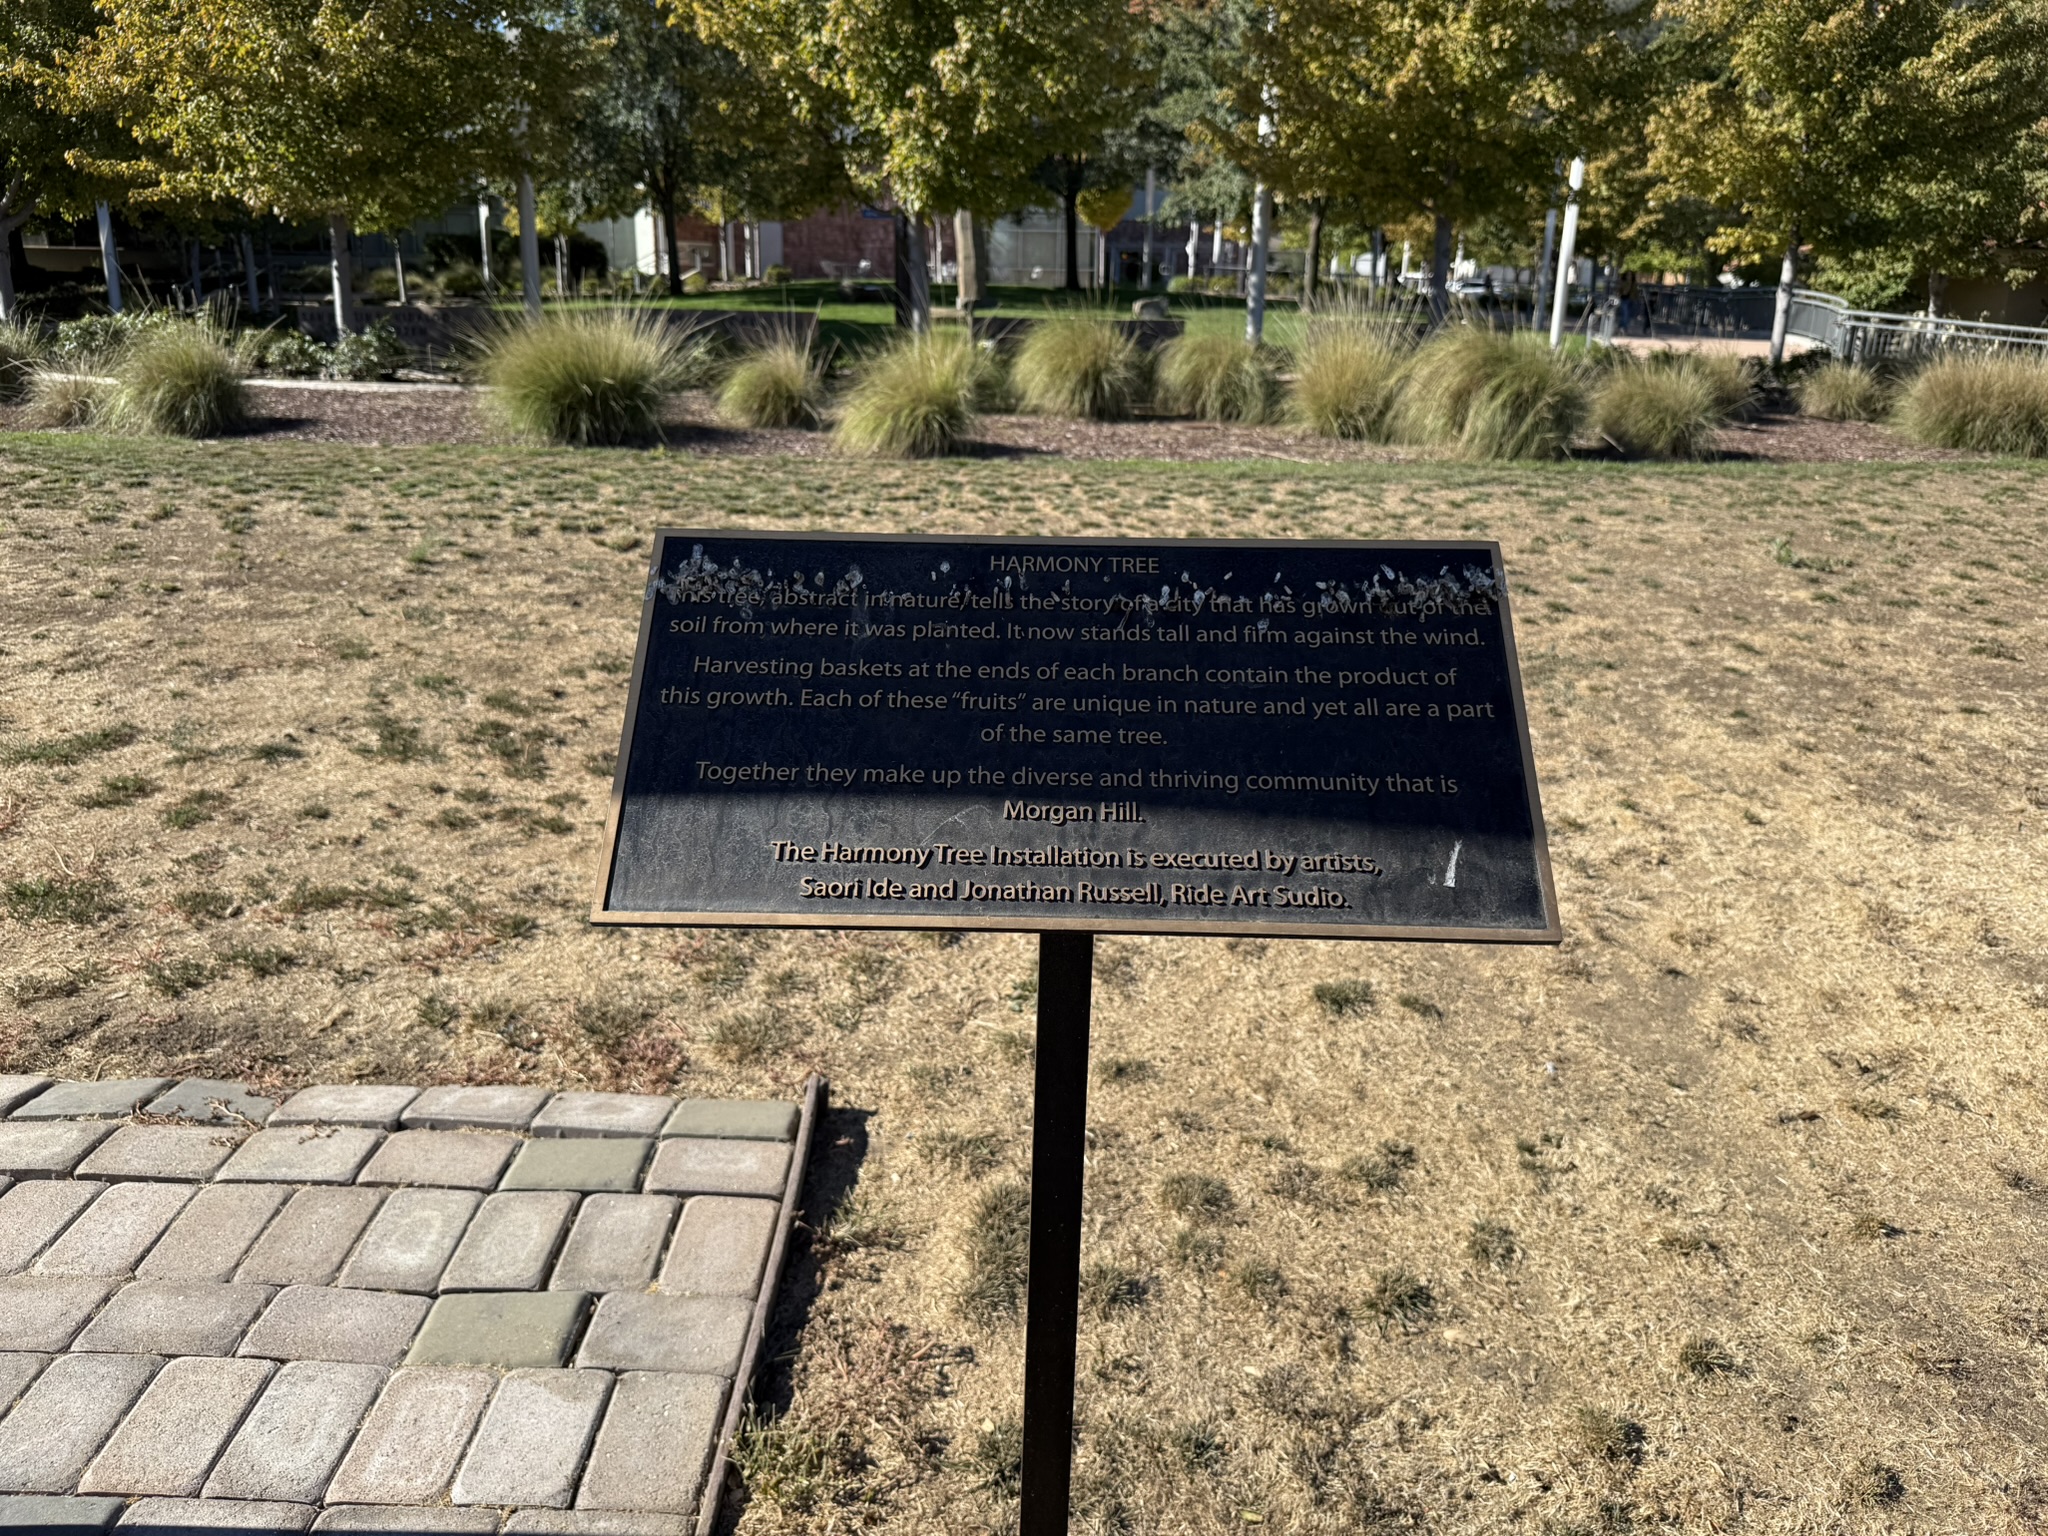 HARMONY TREE
This tree, abstract in nature, tells the story of a city that has grown out of the
soil from where it was planted. It now stands tall and firm against the wind.
Harvesting baskets at the ends of each branch contain the product of
this growth. Each of these “fruits” are unique in nature and yet all are a part
of the same tree.
Together they make up the diverse and thriving community that is
Morgan Hill.
The Harmony Tree Installation is executed by artists,
Saori Ide and Jonathan Russell, Ride Art Sudio.